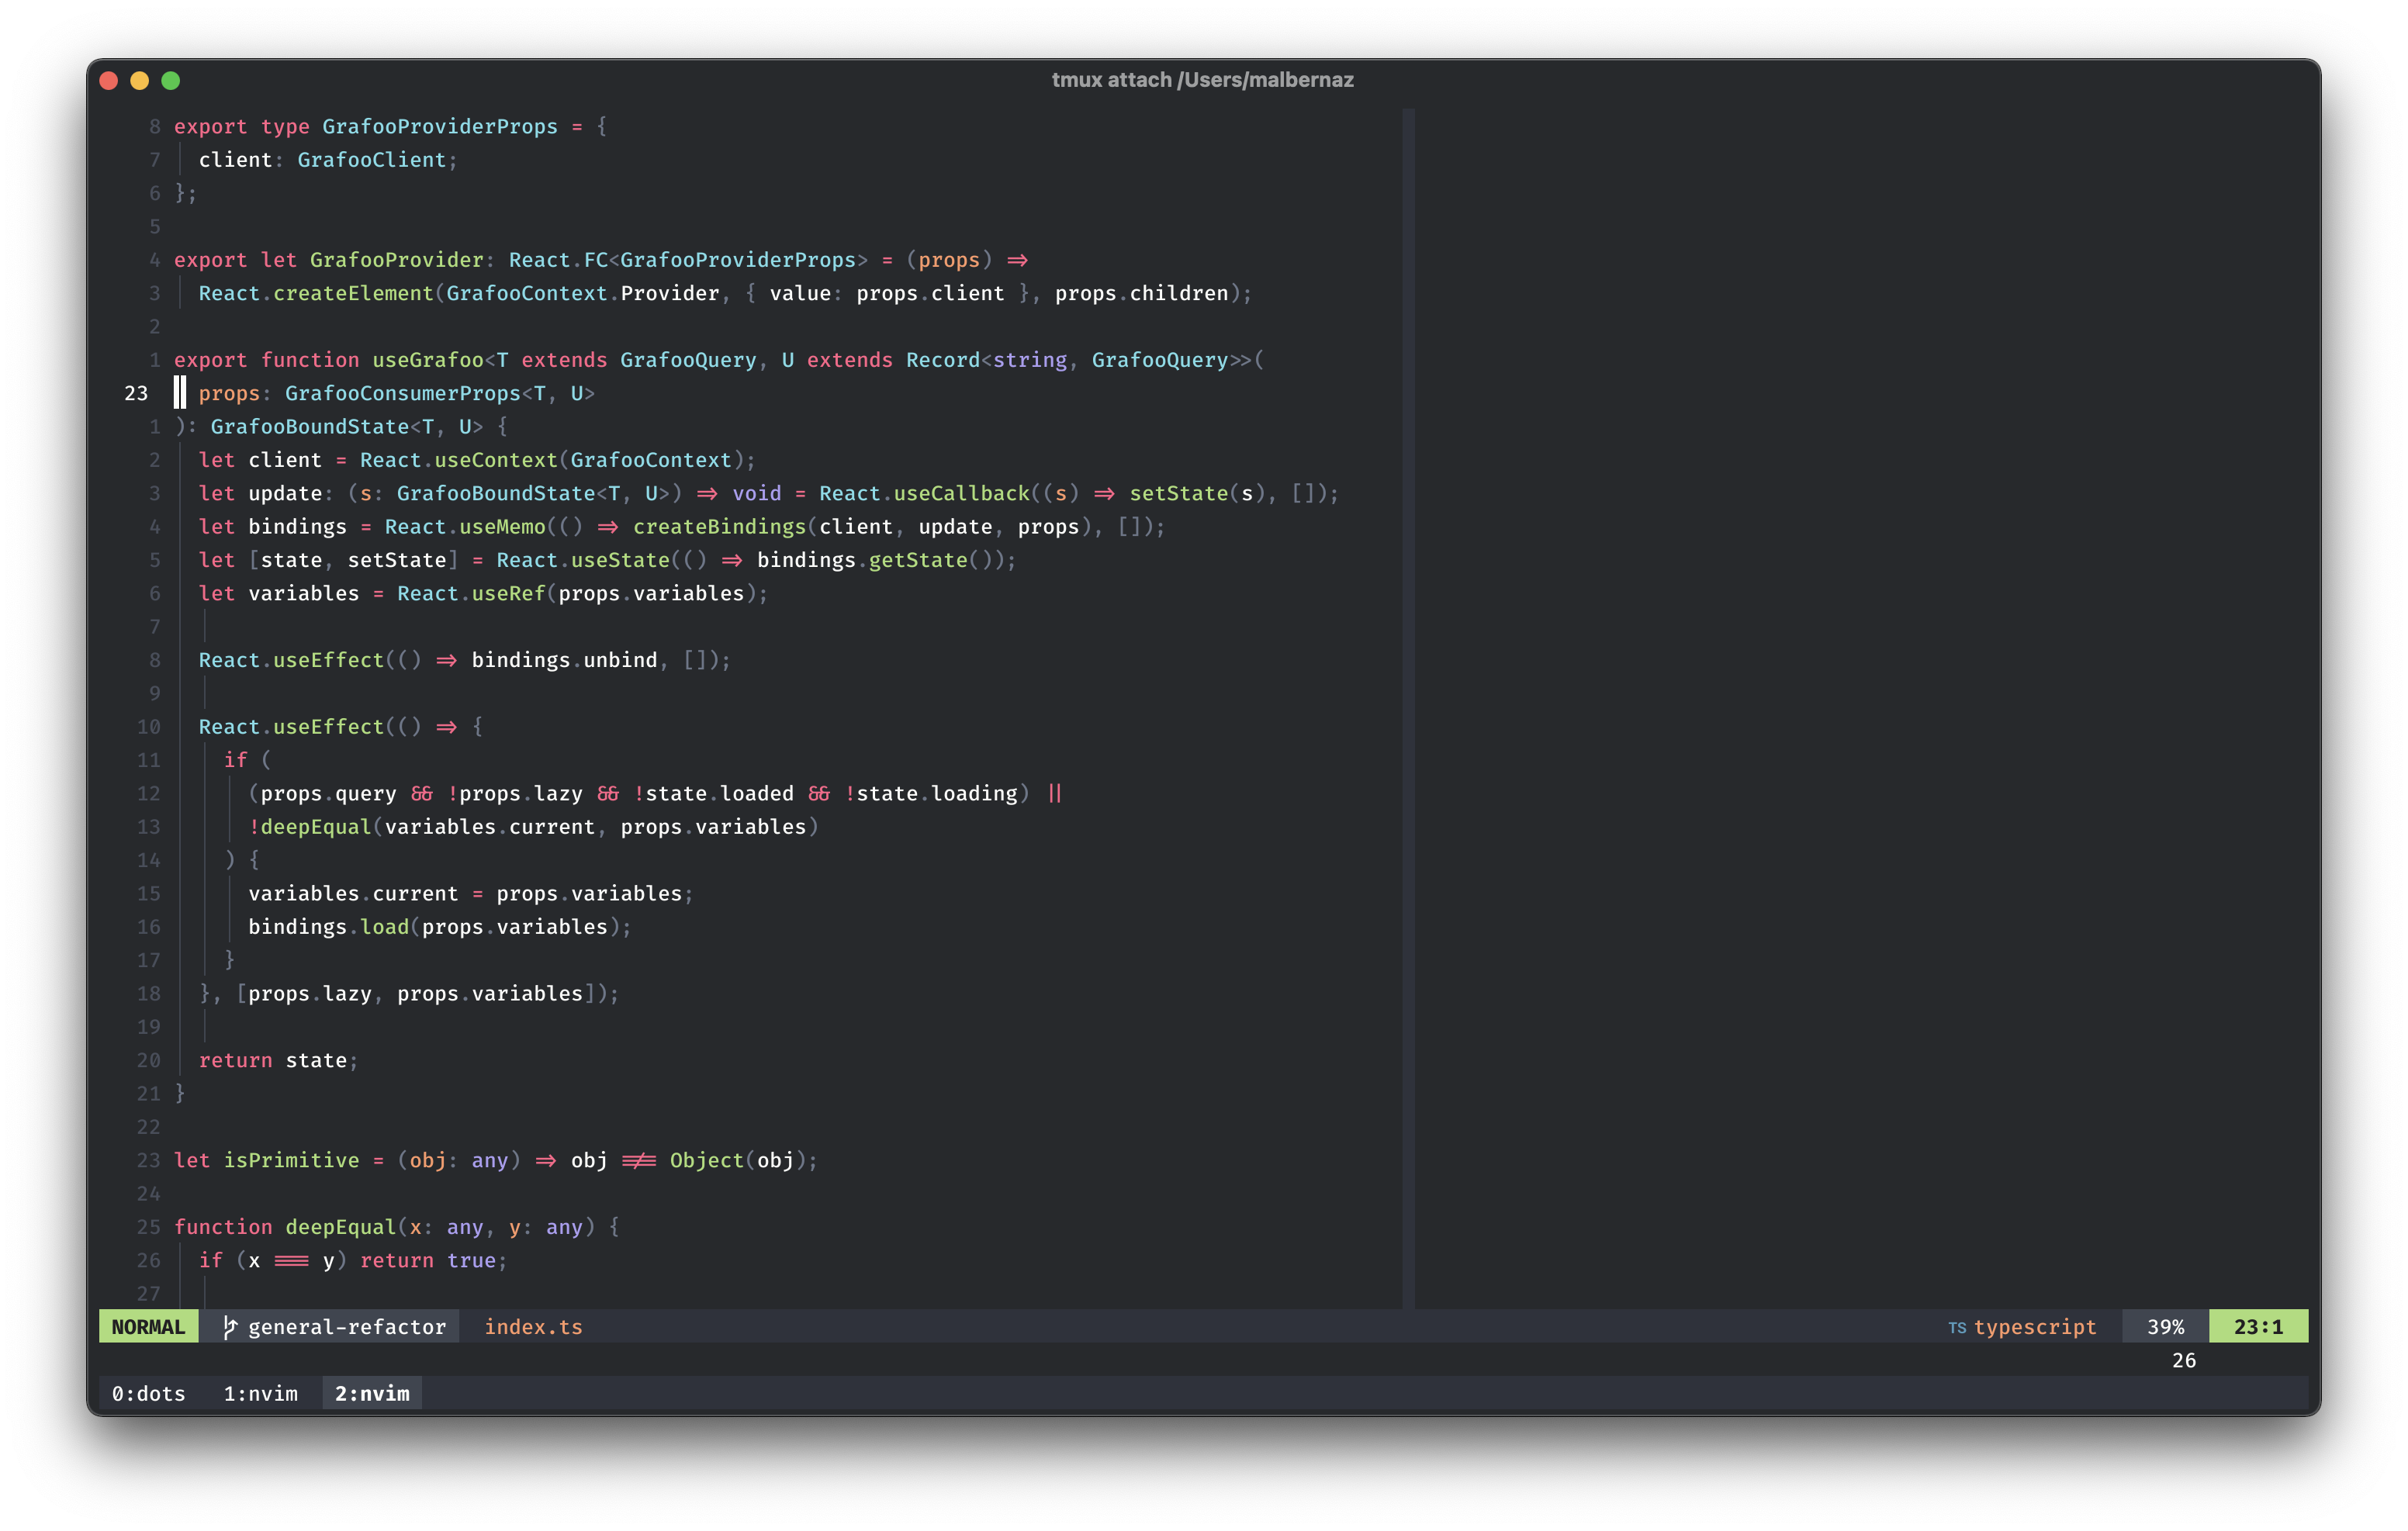 tmux attach /Users/malbernaz
8 export type GrafooProviderProps = {
7   client: GrafooClient;
6 };
5
4 export let GrafooProvider: React.FC<GrafooProviderProps> = (props) =>
3   React.createElement(GrafooContext.Provider, { value: props.client }, props.children);
2
1 export function useGrafoo<T extends GrafooQuery, U extends Record<string, GrafooQuery>>(
23   props: GrafooConsumerProps<T, U>
1 ): GrafooBoundState<T, U> {
2   let client = React.useContext(GrafooContext);
3   let update: (s: GrafooBoundState<T, U>) => void = React.useCallback((s) => setState(s), []);
4   let bindings = React.useMemo(() => createBindings(client, update, props), []);
5   let [state, setState] = React.useState(() => bindings.getState());
6   let variables = React.useRef(props.variables);
7
8   React.useEffect(() => bindings.unbind, []);
9
10   React.useEffect(() => {
11     if (
12       (props.query && !props.lazy && !state.loaded && !state.loading) ||
13       !deepEqual(variables.current, props.variables)
14     ) {
15       variables.current = props.variables;
16       bindings.load(props.variables);
17     }
18   }, [props.lazy, props.variables]);
19
20   return state;
21 }
22
23 let isPrimitive = (obj: any) => obj !== Object(obj);
24
25 function deepEqual(x: any, y: any) {
26   if (x === y) return true;
27
NORMAL general-refactor index.ts TS typescript 39% 23:1
26
0:dots 1:nvim 2:nvim